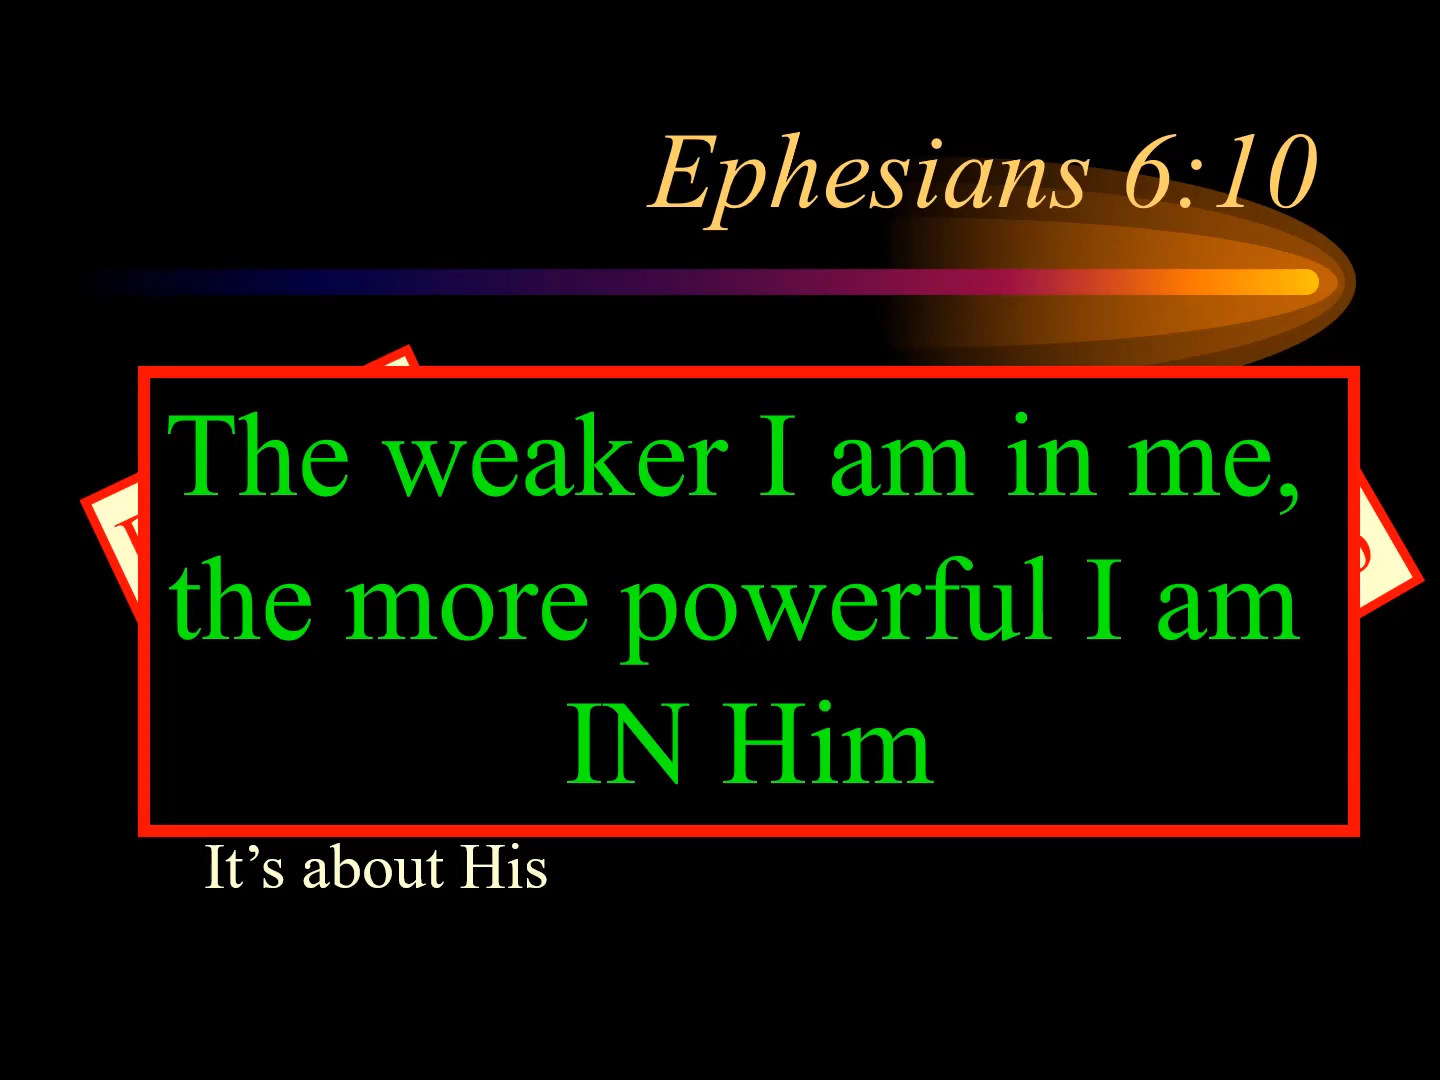 Ephesians 6:10
The weaker I am in me,
the more powerful I am
IN Him
It’s about His